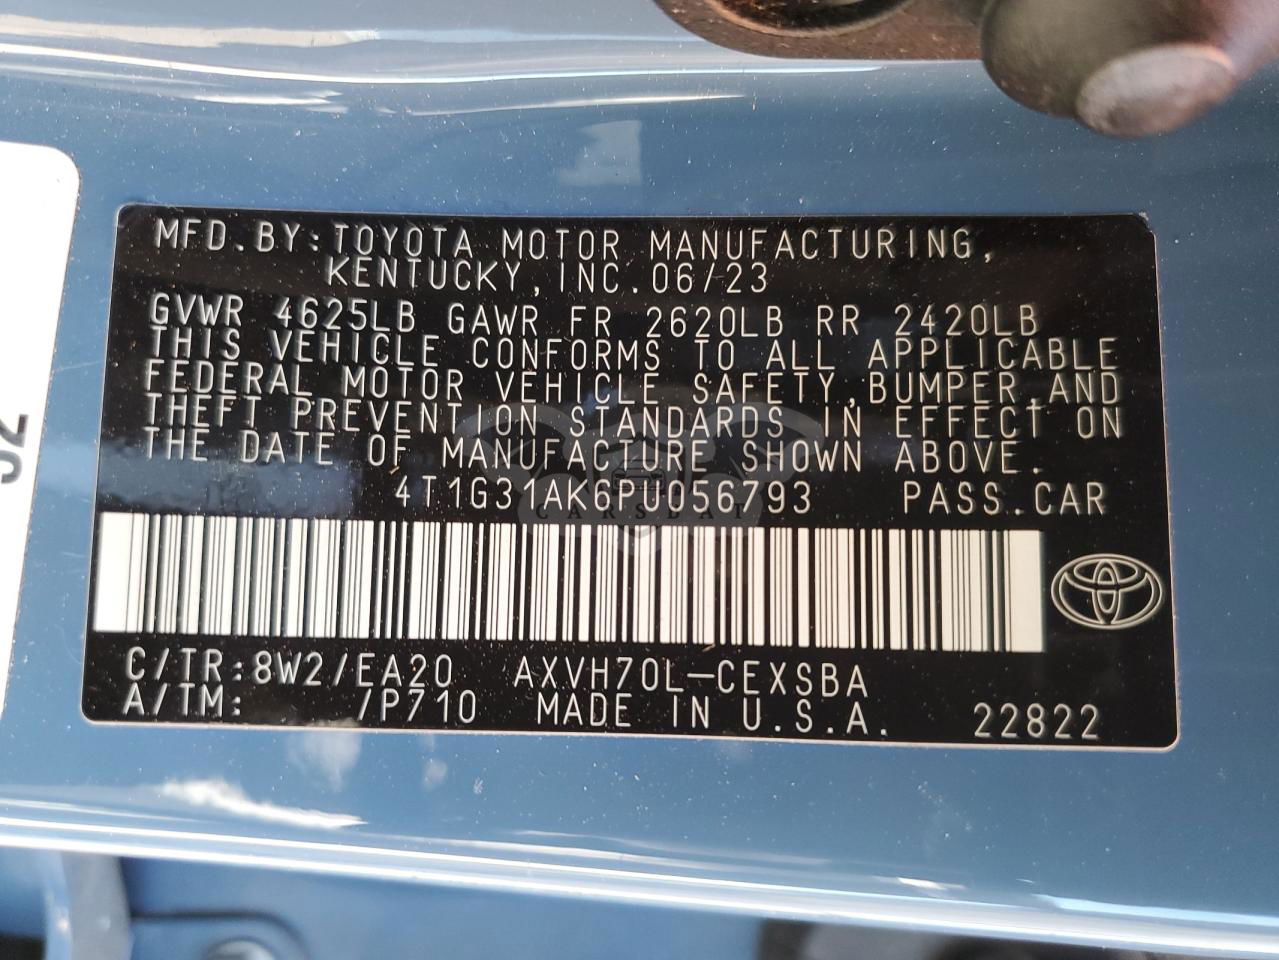 MFD.BY:TOYOTA MOTOR MANUFACTURING,
KENTUCKY,INC.06/23
GVWR 4625LB GAWR FR 2620LB RR 2420LB
THIS VEHICLE CONFORMS TO ALL APPLICABLE
FEDERAL MOTOR VEHICLE SAFETY,BUMPER,AND
THEFT PREVENTION STANDARDS IN EFFECT ON
THE DATE OF MANUFACTURE SHOWN ABOVE.
4T1G31AK6PU056793 PASS.CAR
C/TR:8W2/EA20 AXVH70L-CEXSBA
A/TM: /P710 MADE IN U.S.A. 22822